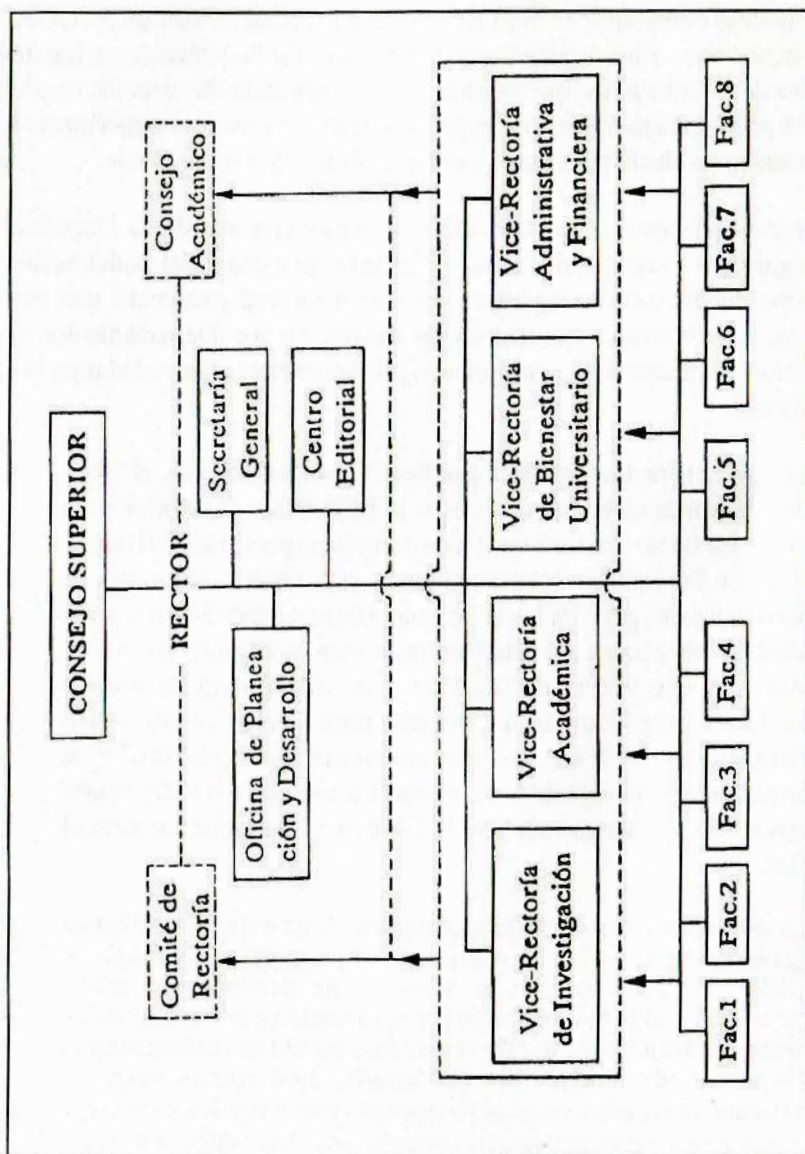 CONSEJO SUPERIOR
Comité de
Rectoría
RECTOR
Consejo
Académico
Oficina de Planca
ción y Desarrollo
Secretaría
General
Centro
Editorial
Vice-Rectoría
de Investigación
Vice-Rectoría
Académica
Vice-Rectoría
de Bienestar
Universitario
Vice-Rectoría
Administrativa
y Financiera
Fac.1
Fac.2
Fac.3
Fac.4
Fac.5
Fac.6
Fac.7
Fac.8